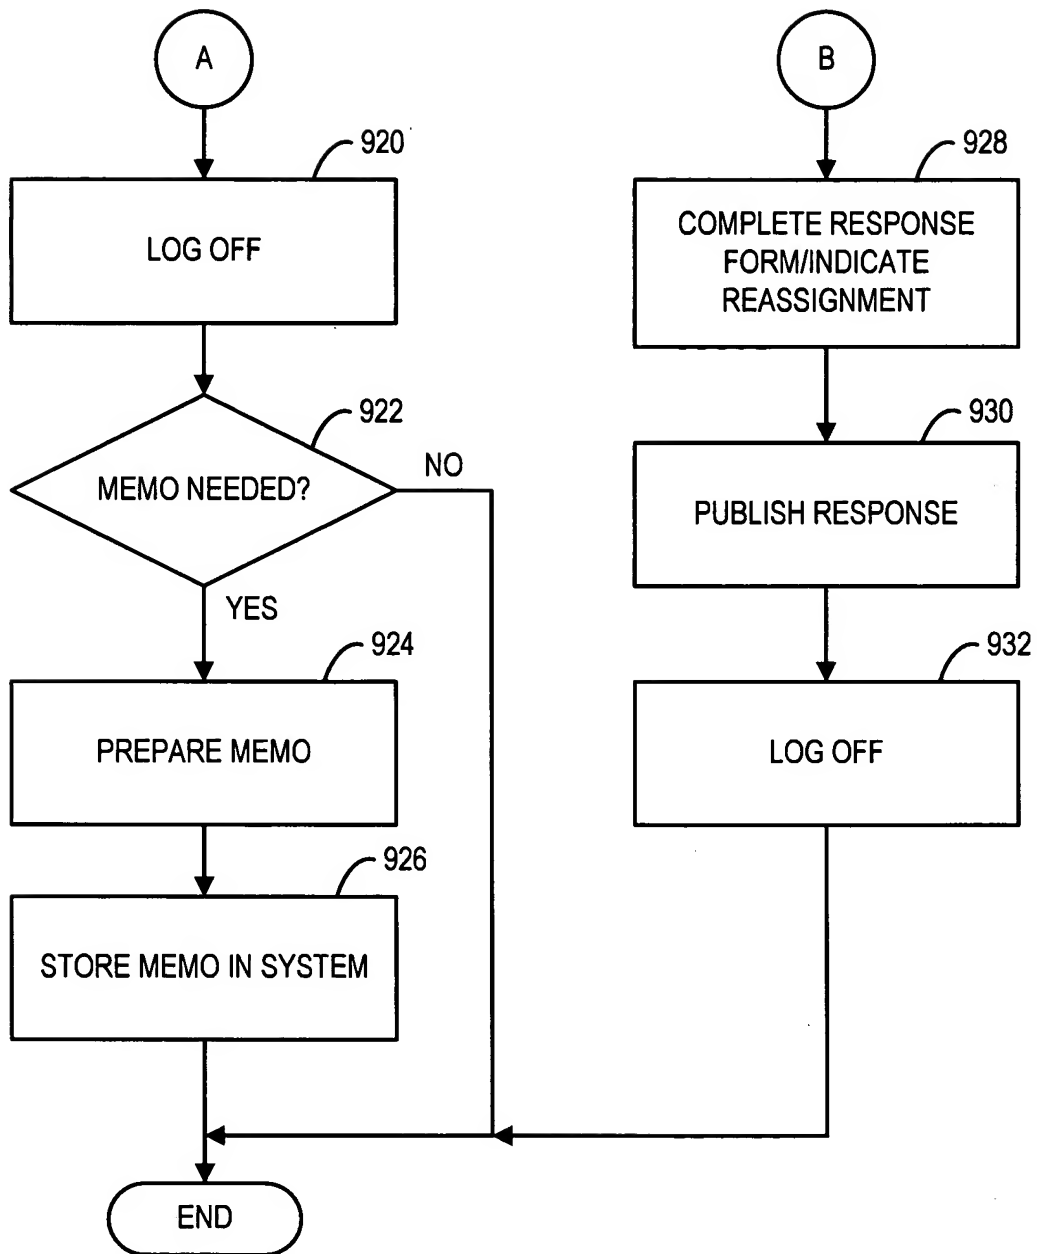 A
920
LOG OFF
922
MEMO NEEDED?
NO
YES
924
PREPARE MEMO
926
STORE MEMO IN SYSTEM
END
B
928
COMPLETE RESPONSE
FORM/INDICATE
REASSIGNMENT
930
PUBLISH RESPONSE
932
LOG OFF